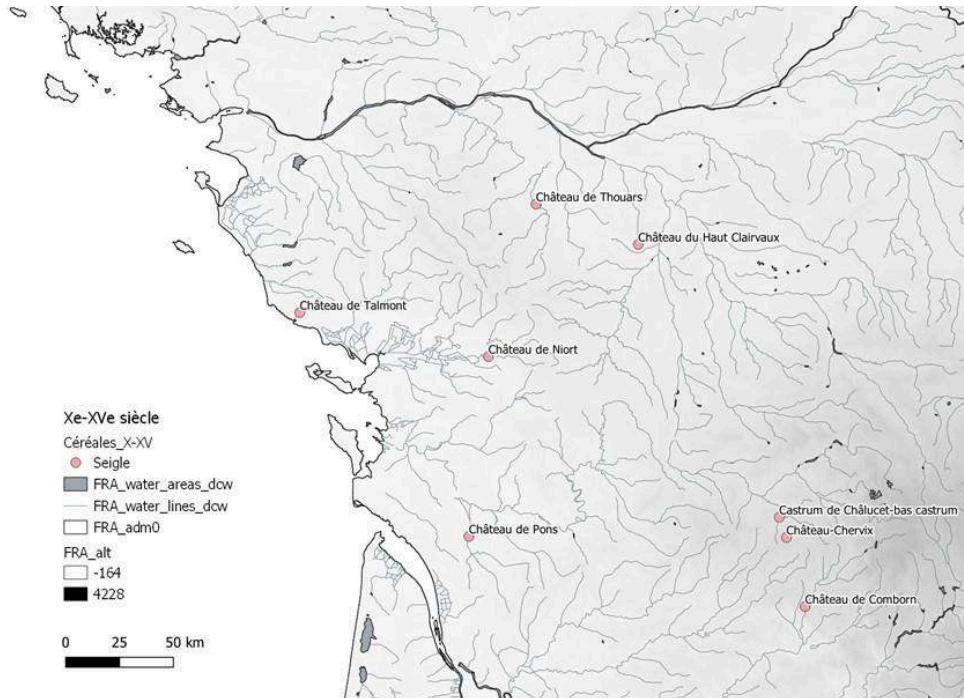 Château de Thouars
Château du Haut Clairvaux
Château de Talmont
Château de Niort
Castrum de Châlucet-bas castrum
Château-Chervix
Château de Pons
Château de Comborn
Xe-XVe siècle
Céréales_X-XV
Seigle
FRA_water_areas_dcw
FRA_water_lines_dcw
FRA_adm0
FRA_alt
-164
4228
0 25 50 km